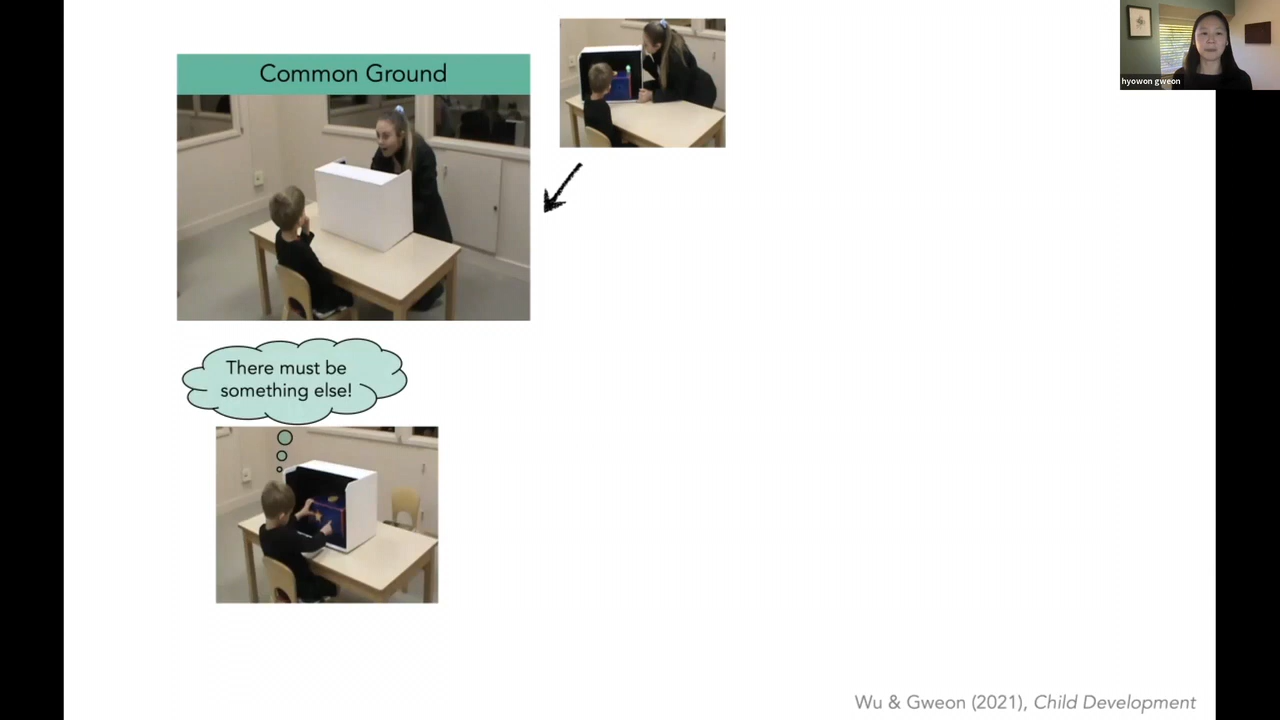 Common Ground
hyowon gweon
There must be
something else!
Wu & Gweon (2021), Child Development